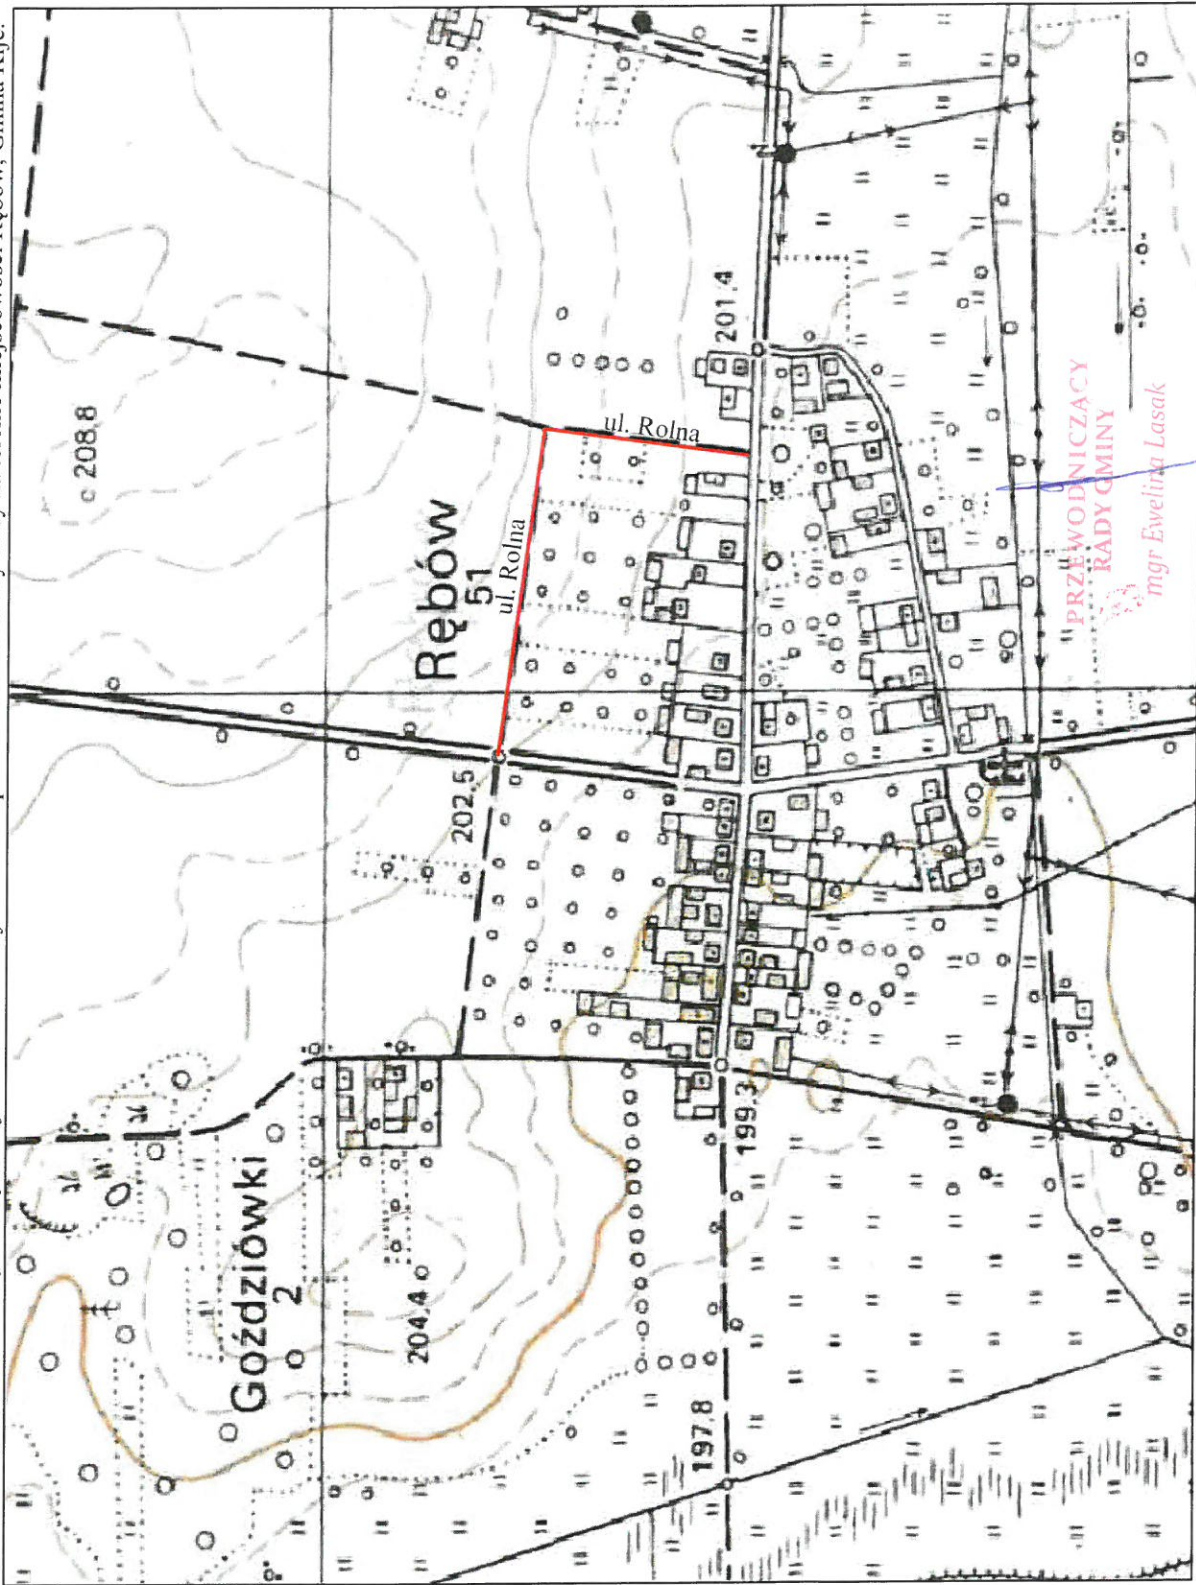 c 208.8
Rębów
51
ul. Rolna
ul. Rolna
202.5
201.4
Goździówki
2
204.4
199.3
197.8
PRZEWODNICZĄCY
RADY GMINY
mgr Ewelina Lasak